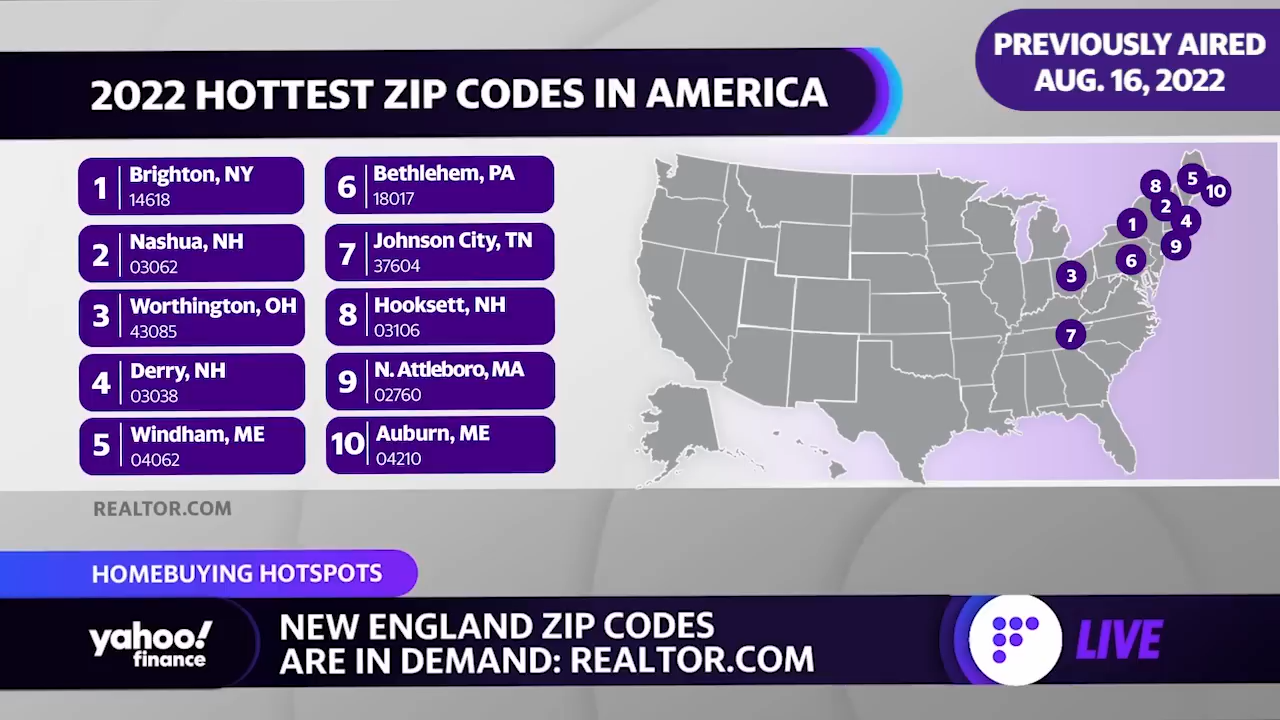 PREVIOUSLY AIRED
AUG. 16, 2022
2022 HOTTEST ZIP CODES IN AMERICA
1 Brighton, NY
14618
2 Nashua, NH
03062
3 Worthington, OH
43085
4 Derry, NH
03038
5 Windham, ME
04062
6 Bethlehem, PA
18017
7 Johnson City, TN
37604
8 Hooksett, NH
03106
9 N. Attleboro, MA
02760
10 Auburn, ME
04210
8
5
10
2
1
4
9
6
3
7
REALTOR.COM
HOMEBUYING HOTSPOTS
yahoo!
finance
NEW ENGLAND ZIP CODES
ARE IN DEMAND: REALTOR.COM
LIVE